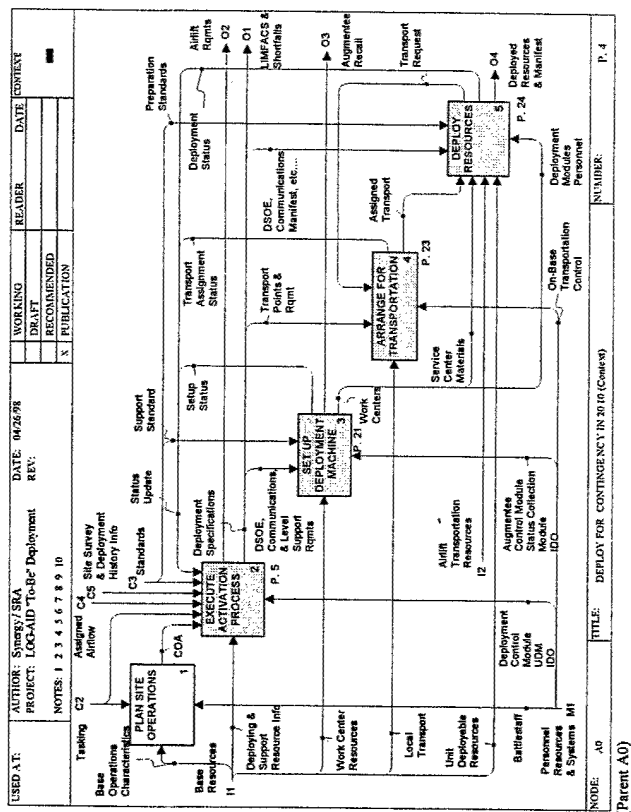 USED AT:
AUTHOR: Synergy / SRA
PROJECT: LOG-AID "To-Be" Deployment
NOTES: 1 2 3 4 5 6 7 8 9 10
DATE: 04/26/98
REV:
WORKING
DRAFT
RECOMMENDED
X PUBLICATION
READER
DATE
CONTEXT
Tasking
C2
Assigned
Airflow
C4
C5
Site Survey
& Deployment
History Info
C3
Standards
Status
Update
Support
Standard
Setup
Status
Transport
Assignment
Status
Deployment
Status
Preparation
Standards
Airlift
Rqmts
O2
LIMFACS &
Shortfalls
O1
O3
Augmentee
Recall
Transport
Request
O4
Deployed
Resources
& Manifest
Base
Operations
Characteristics
PLAN SITE
OPERATIONS
1
COA
EXECUTE
ACTIVATION
PROCESS
2
P. 5
Deployment
Specifications
DSOE,
Communications,
& Level
Support
Rqmts
SET UP
DEPLOYMENT
MACHINE
3
P. 21
Work
Centers
Transport
Points &
Rqmt
ARRANGE FOR
TRANSPORTATION
4
P. 23
DSOE,
Communications
Manifest, etc....
Assigned
Transport
DEPLOY
RESOURCES
5
P. 24
Base
Resources
I1
Deploying &
Support
Resource Info
Work Center
Resources
Local
Transport
Unit
Deployable
Resources
Airlift
Transportation
Resources
I2
Service
Center
Materials
Battlestaff
Personnel
Resources
& Systems
M1
Deployment
Control
Module
UDM
IDO
Augmentee
Control Module
Status Collection
Module
IDO
On-Base
Transportation
Control
Deployment
Modules
Personnel
NODE: A0
TITLE: DEPLOY FOR CONTINGENCY IN 2010 (Context)
NUMBER:
P. 4
Parent A0)